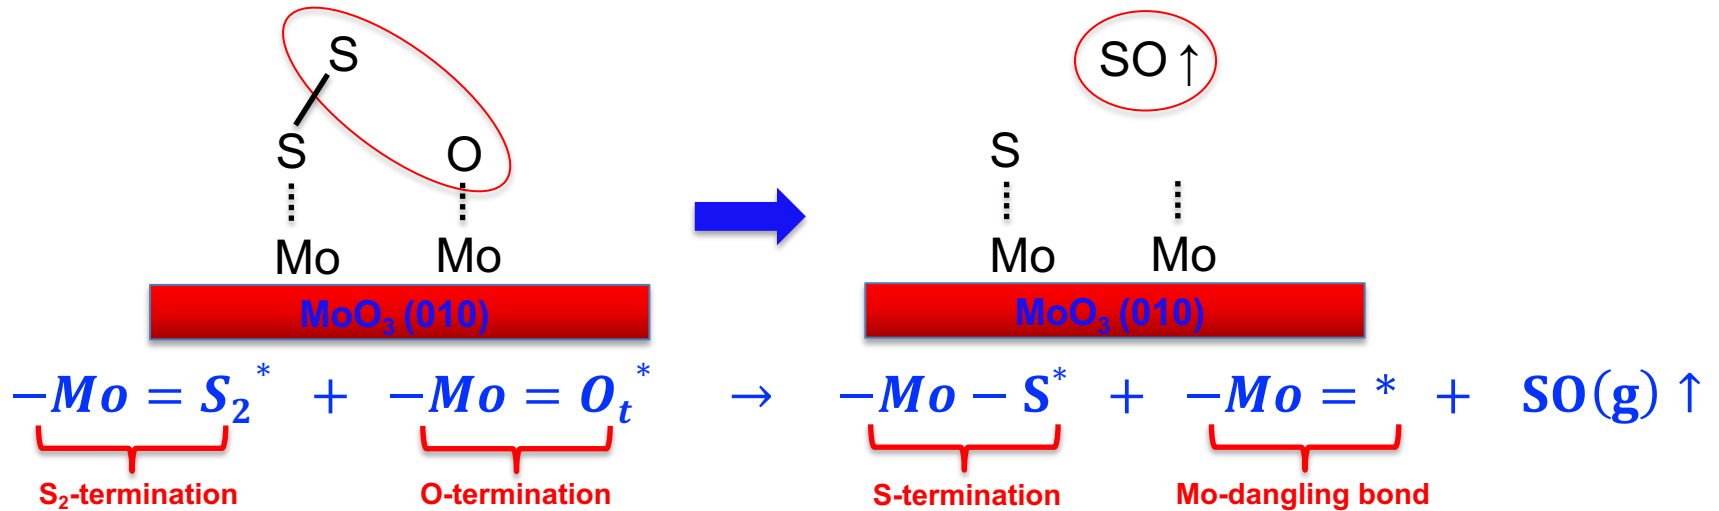 S
SO ↑
S O
S
Mo Mo
Mo Mo
MoO₃ (010)
MoO₃ (010)
−Mo = S₂* + −Mo = Oₜ* → −Mo − S* + −Mo = * + SO(g) ↑
S₂-termination
O-termination
S-termination
Mo-dangling bond